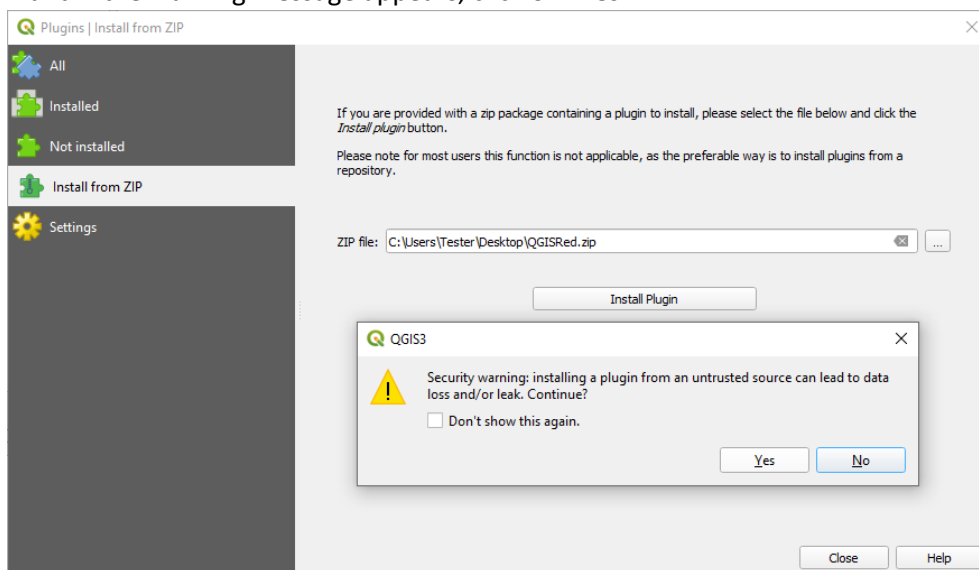 message appears,
Plugins | Install from ZIP
All
Installed
Not installed
Install from ZIP
Settings
If you are provided with a zip package containing a plugin to install, please select the file below and click the
Install plugin button.
Please note for most users this function is not applicable, as the preferable way is to install plugins from a
repository.
ZIP file: C:\Users\Tester\Desktop\QGISRed.zip ...
Install Plugin
QGIS3
Security warning: installing a plugin from an untrusted source can lead to data
loss and/or leak. Continue?
Don't show this again.
Yes No
Close Help